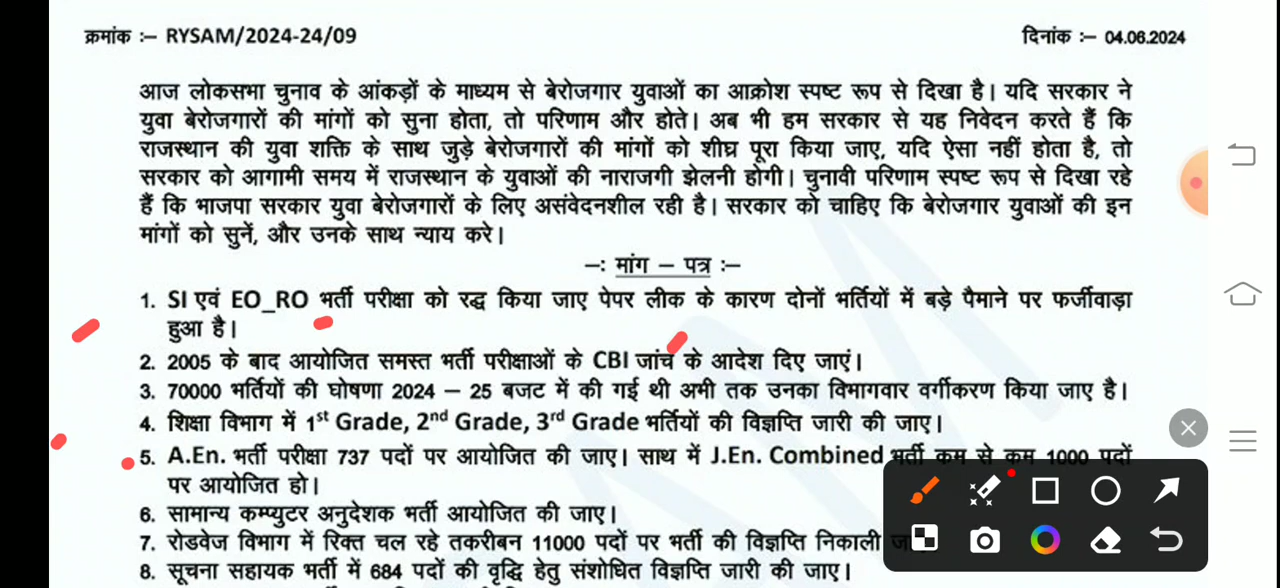 क्रमांक :– RYSAM/2024-24/09
दिनांक :– 04.06.2024
आज लोकसभा चुनाव के आंकड़ों के माध्यम से बेरोजगार युवाओं का आक्रोश स्पष्ट रूप से दिखा है। यदि सरकार ने
युवा बेरोजगारों की मांगों को सुना होता, तो परिणाम और होते। अब भी हम सरकार से यह निवेदन करते हैं कि
राजस्थान की युवा शक्ति के साथ जुड़े बेरोजगारों की मांगों को शीघ्र पूरा किया जाए, यदि ऐसा नहीं होता है, तो
सरकार को आगामी समय में राजस्थान के युवाओं की नाराजगी झेलनी होगी। चुनावी परिणाम स्पष्ट रूप से दिखा रहे
हैं कि भाजपा सरकार युवा बेरोजगारों के लिए असंवेदनशील रही है। सरकार को चाहिए कि बेरोजगार युवाओं की इन
मांगों को सुनें, और उनके साथ न्याय करे।
–: मांग – पत्र :–
1. SI एवं EO_RO भर्ती परीक्षा को रद्ध किया जाए पेपर लीक के कारण दोनों भर्तियों में बड़े पैमाने पर फर्जीवाड़ा
हुआ है।
2. 2005 के बाद आयोजित समस्त भर्ती परीक्षाओं के CBI जांच के आदेश दिए जाएं।
3. 70000 भर्तियों की घोषणा 2024 – 25 बजट में की गई थी अभी तक उनका विभागवार वर्गीकरण किया जाए है।
4. शिक्षा विभाग में 1st Grade, 2nd Grade, 3rd Grade भर्तियों की विज्ञप्ति जारी की जाए।
5. A.En. भर्ती परीक्षा 737 पदों पर आयोजित की जाए। साथ में J.En. Combined भर्ती कम से कम 1000 पदों
पर आयोजित हो।
6. सामान्य कम्प्युटर अनुदेशक भर्ती आयोजित की जाए।
7. रोडवेज विभाग में रिक्त चल रहे तकरीबन 11000 पदों पर भर्ती की विज्ञप्ति निकाली
8. सूचना सहायक भर्ती में 684 पदों की वृद्धि हेतु संशोधित विज्ञप्ति जारी की जाए।